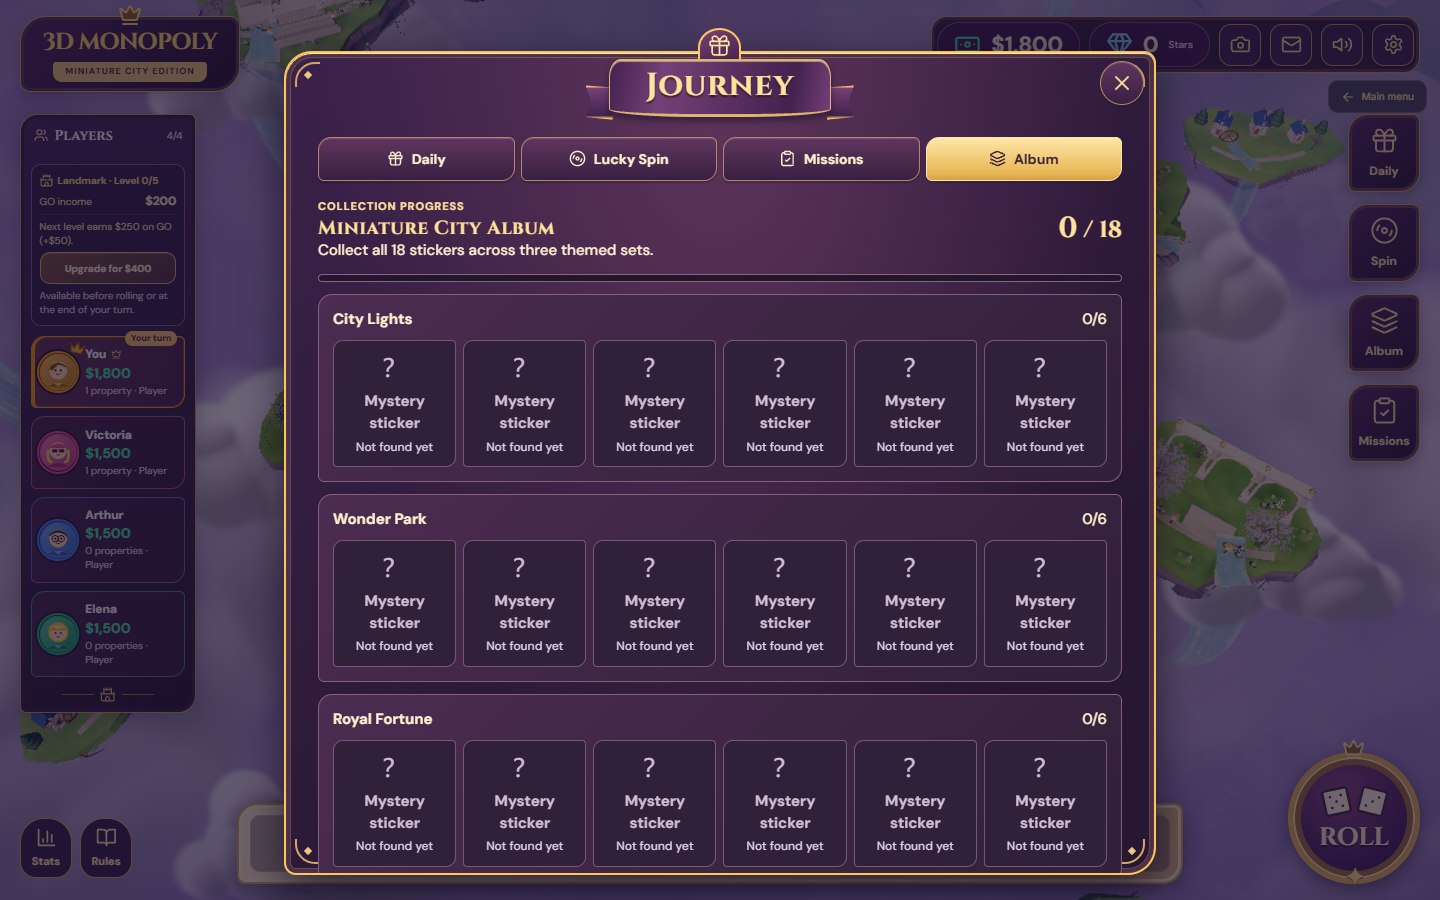 3D MONOPOLY
MINIATURE CITY EDITION
$1,800
0 Stars
Main menu
JOURNEY
Daily
Lucky Spin
Missions
Album
COLLECTION PROGRESS
MINIATURE CITY ALBUM
0 / 18
Collect all 18 stickers across three themed sets.
City Lights
0/6
? ? ? ? ? ?
Mystery Mystery Mystery Mystery Mystery Mystery
sticker sticker sticker sticker sticker sticker
Not found yet Not found yet Not found yet Not found yet Not found yet Not found yet
Wonder Park
0/6
? ? ? ? ? ?
Mystery Mystery Mystery Mystery Mystery Mystery
sticker sticker sticker sticker sticker sticker
Not found yet Not found yet Not found yet Not found yet Not found yet Not found yet
Royal Fortune
0/6
? ? ? ? ? ?
Mystery Mystery Mystery Mystery Mystery Mystery
sticker sticker sticker sticker sticker sticker
Not found yet Not found yet Not found yet Not found yet Not found yet Not found yet
PLAYERS
4/4
Landmark · Level 0/5
GO income $200
Next level earns $250 on GO
(+$50).
Upgrade for $400
Available before rolling or at
the end of your turn.
Your turn
You
$1,800
1 property · Player
Victoria
$1,500
1 property · Player
Arthur
$1,500
0 properties ·
Player
Elena
$1,500
0 properties ·
Player
Stats
Rules
Daily
Spin
Album
Missions
ROLL